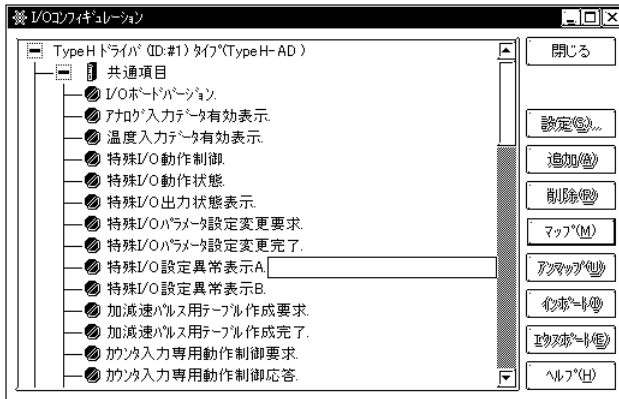 I/Oコンフィギュレーション
TypeH ドライバ (ID:#1) タイプ(TypeH-AD )
共通項目
I/Oボードバージョン.
アナログ入力データ有効表示.
温度入力データ有効表示.
特殊I/O動作制御.
特殊I/O動作状態.
特殊I/O出力状態表示.
特殊I/Oパラメータ設定変更要求.
特殊I/Oパラメータ設定変更完了.
特殊I/O設定異常表示A.
特殊I/O設定異常表示B.
加減速パルス用テーブル作成要求.
加減速パルス用テーブル作成完了.
カウンタ入力専用動作制御要求.
カウンタ入力専用動作制御応答.
閉じる
設定(S)...
追加(A)
削除(R)
マップ(M)
アンマップ(U)
インポート(I)
エクスポート(E)
ヘルプ(H)